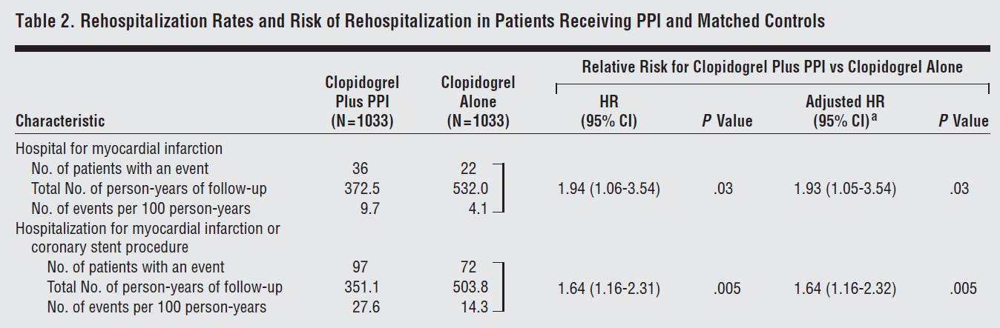 Table 2. Rehospitalization Rates and Risk of Rehospitalization in Patients Receiving PPI and Matched Controls
Relative Risk for Clopidogrel Plus PPI vs Clopidogrel Alone
Characteristic Clopidogrel Plus PPI (N=1033) Clopidogrel Alone (N=1033) HR (95% CI) P Value Adjusted HR (95% CI)a P Value
Hospital for myocardial infarction
No. of patients with an event 36 22
Total No. of person-years of follow-up 372.5 532.0 1.94 (1.06-3.54) .03 1.93 (1.05-3.54) .03
No. of events per 100 person-years 9.7 4.1
Hospitalization for myocardial infarction or
coronary stent procedure
No. of patients with an event 97 72
Total No. of person-years of follow-up 351.1 503.8 1.64 (1.16-2.31) .005 1.64 (1.16-2.32) .005
No. of events per 100 person-years 27.6 14.3